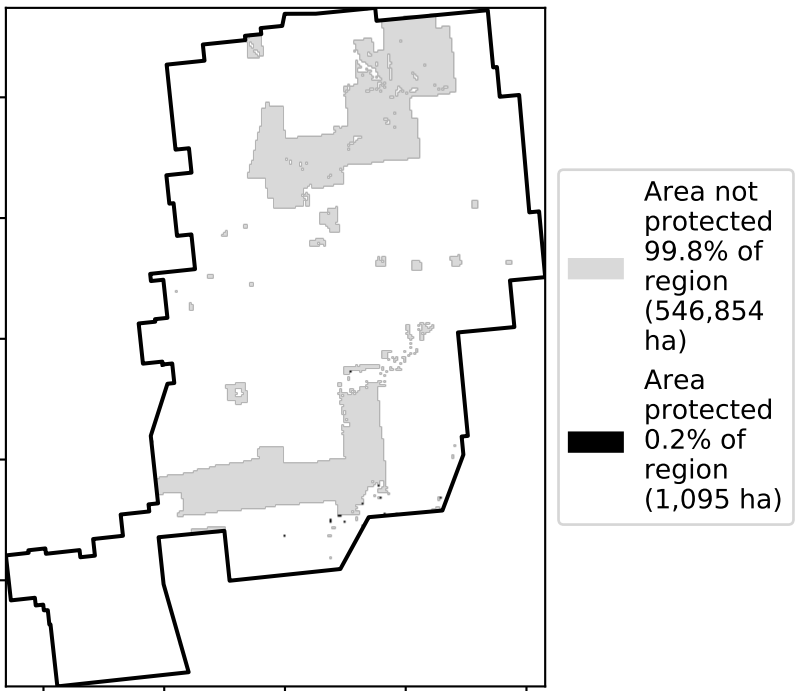 Area not
protected
99.8% of
region
(546,854
ha)
Area
protected
0.2% of
region
(1,095 ha)